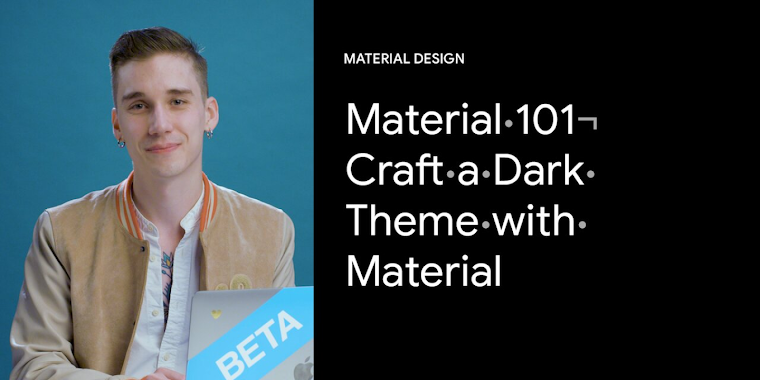 MATERIAL DESIGN
Material·101¬
Craft·a·Dark·
Theme·with·
Material
BETA